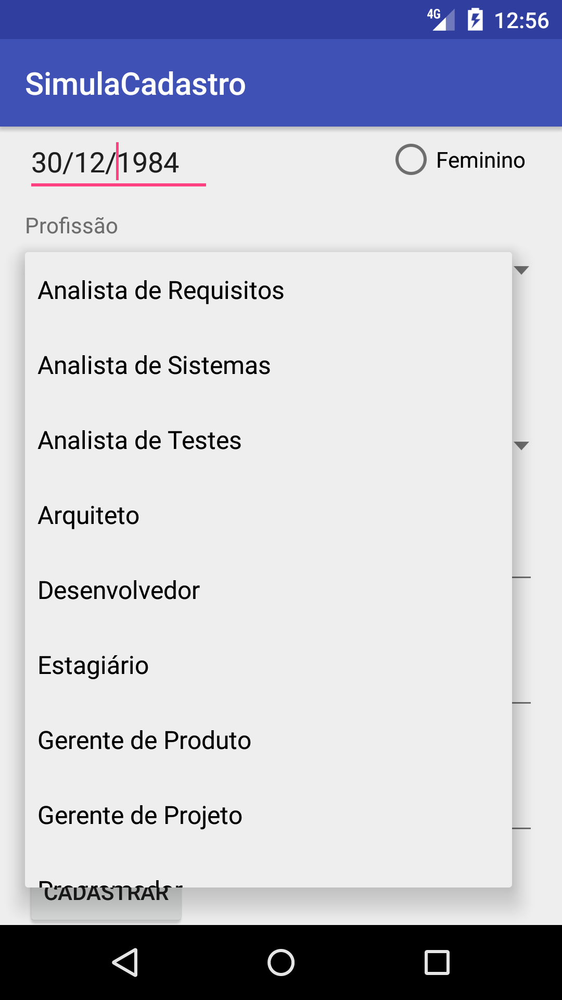 4G 12:56
SimulaCadastro
30/12/1984 Feminino
Profissão
Analista de Requisitos
Analista de Sistemas
Analista de Testes
Arquiteto
Desenvolvedor
Estagiário
Gerente de Produto
Gerente de Projeto
Programador
CADASTRAR